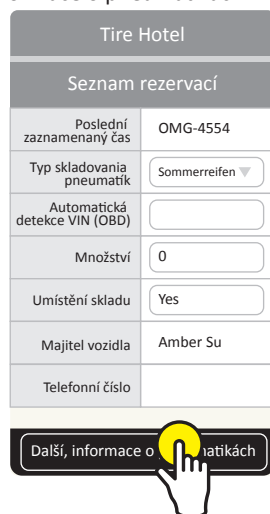 Tire Hotel
Seznam rezervací
Poslední
zaznamenaný čas
OMG-4554
Typ skladovania
pneumatík
Sommerreifen
Automatická
detekce VIN (OBD)
Množství
0
Umístění skladu
Yes
Majitel vozidla
Amber Su
Telefonní číslo
Další, informace o